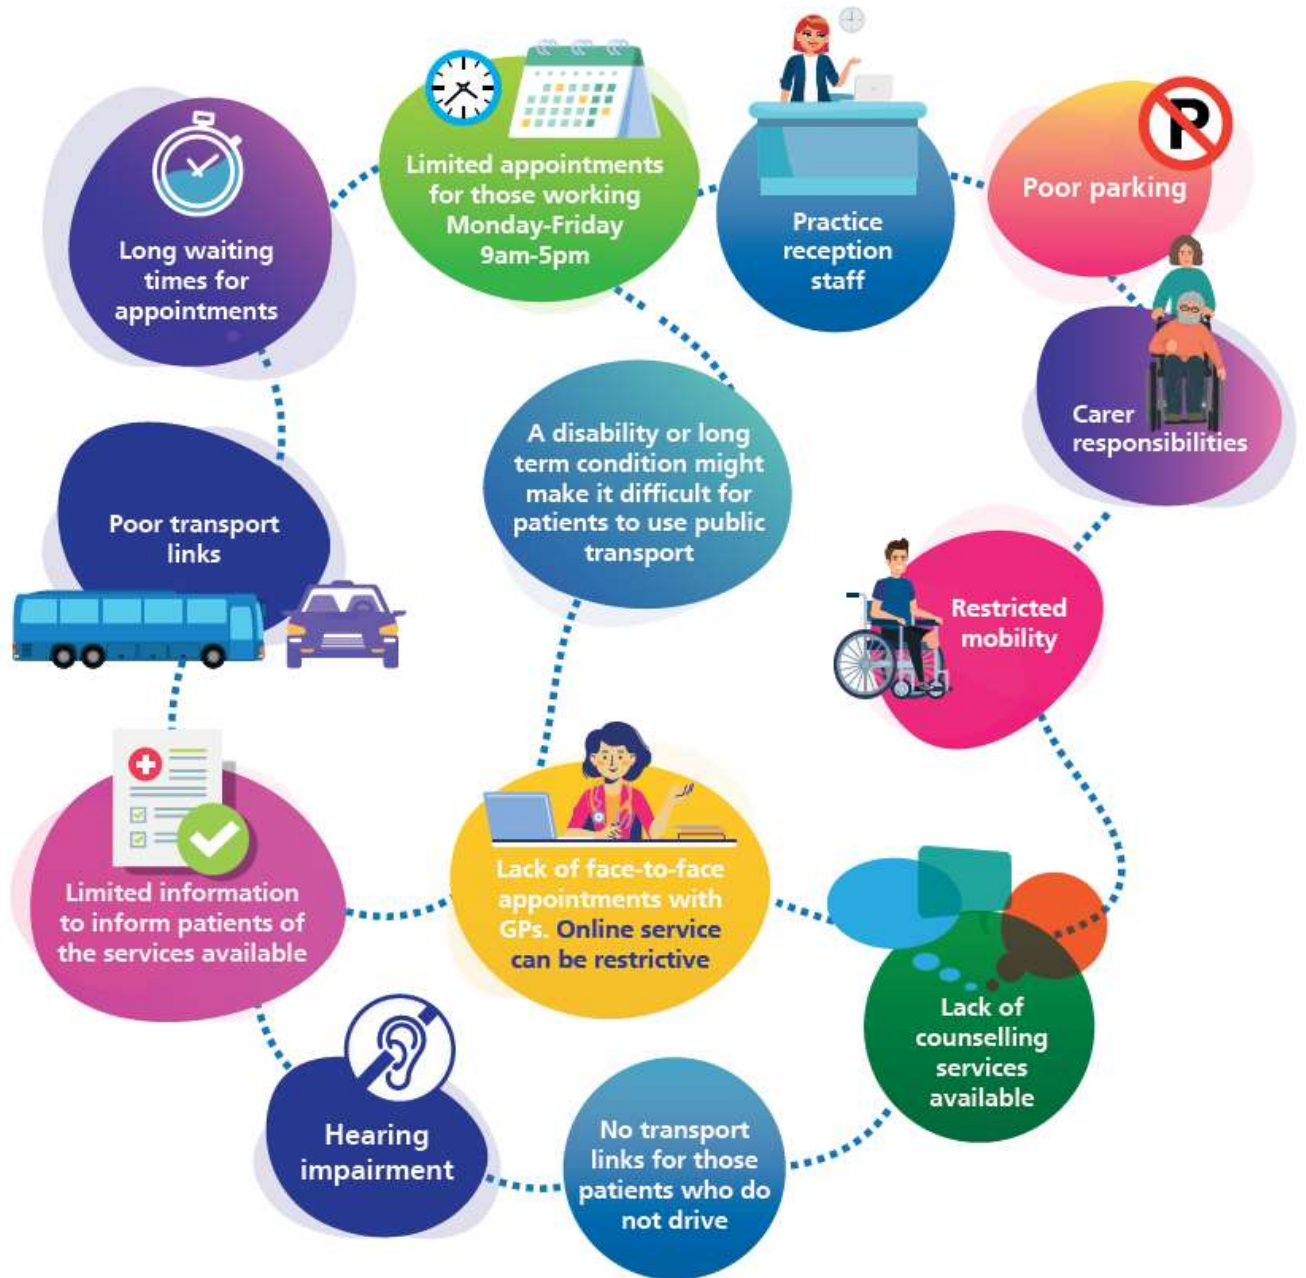 Long waiting
times for
appointments
Limited appointments
for those working
Monday-Friday
9am-5pm
Practice
reception
staff
P
Poor parking
Carer
responsibilities
A disability or long
term condition might
make it difficult for
patients to use public
transport
Poor transport
links
Restricted
mobility
Limited information
to inform patients of
the services available
Lack of face-to-face
appointments with
GPs. Online service
can be restrictive
Lack of
counselling
services
available
Hearing
impairment
No transport
links for those
patients who do
not drive